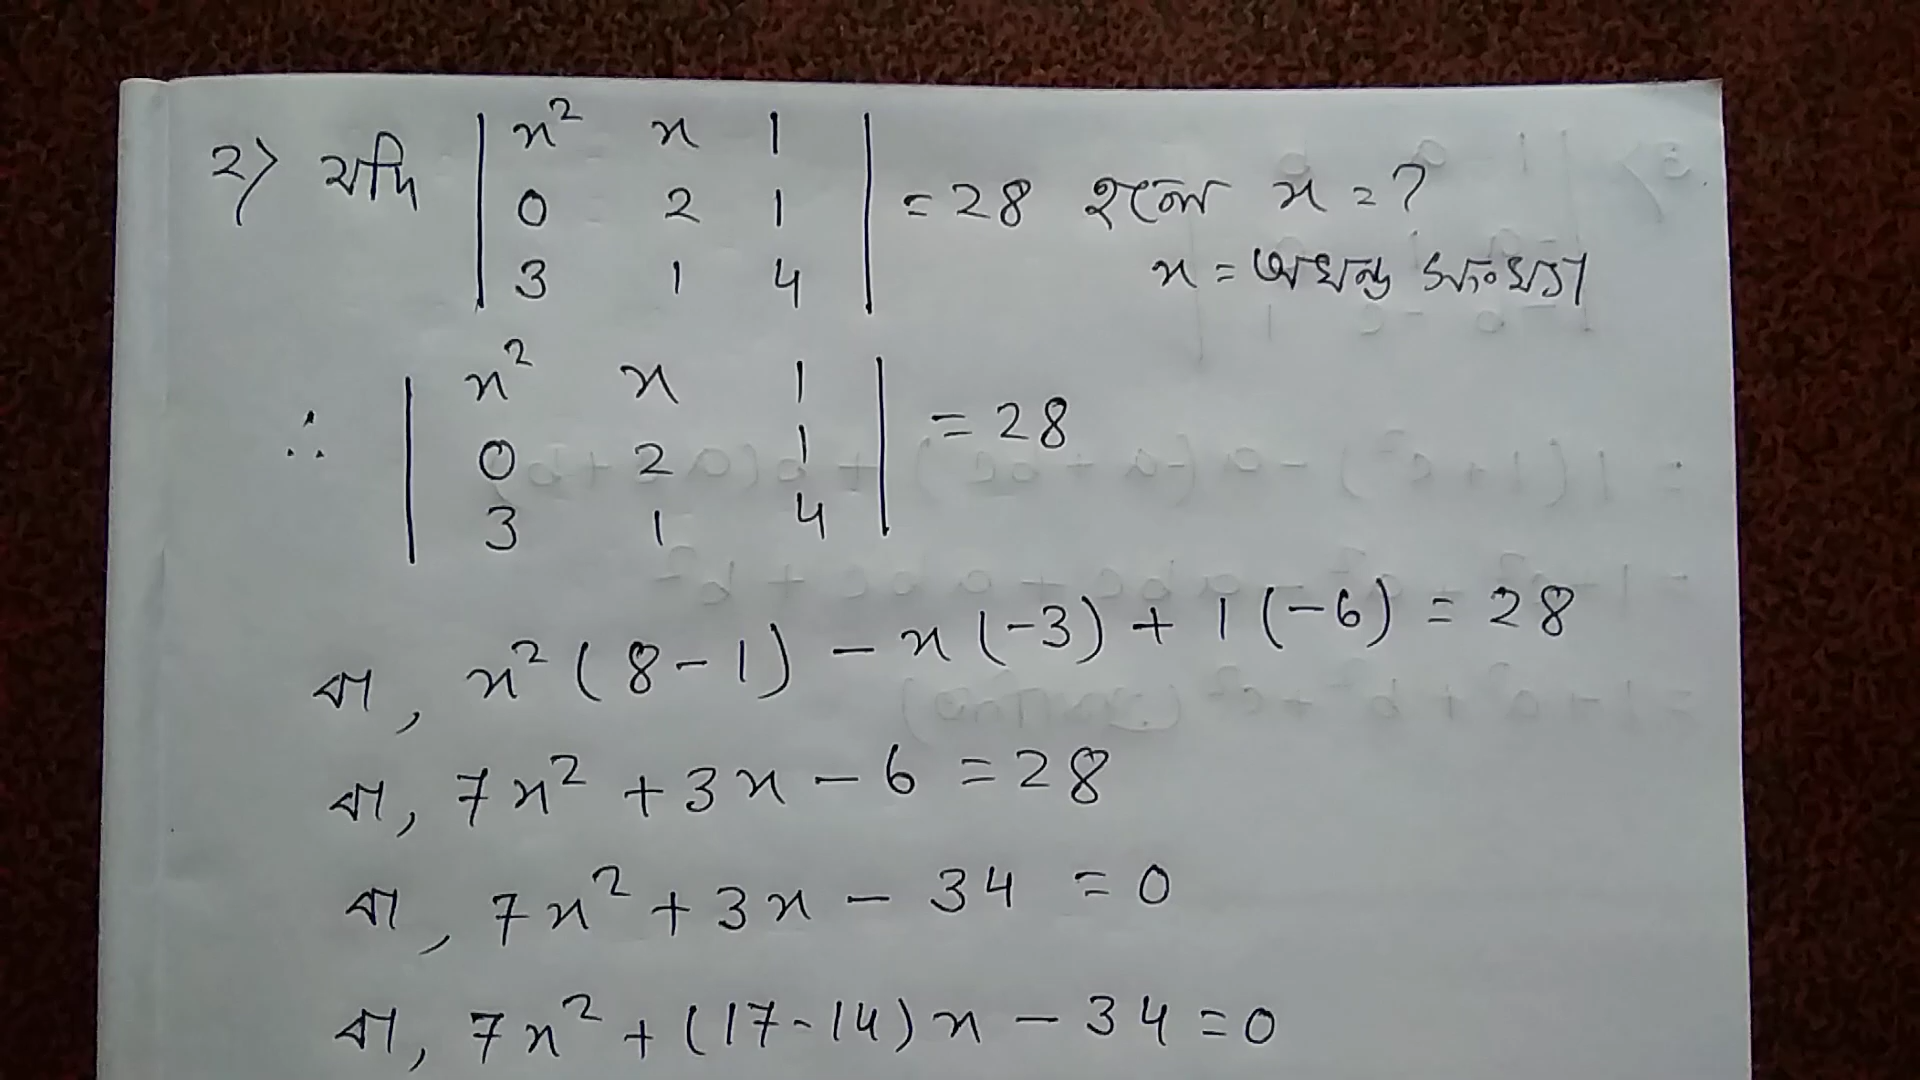 ২) যদি | x² x 1 | = 28 হলে x = ?
| 0 2 1 |
| 3 1 4 | x = অখন্ড সংখ্যা
∴ | x² x 1 | = 28
| 0 2 1 |
| 3 1 4 |
বা, x² (8-1) - x (-3) + 1 (-6) = 28
বা, 7x² + 3x - 6 = 28
বা, 7x² + 3x - 34 = 0
বা, 7x² + (17-14)x - 34 = 0